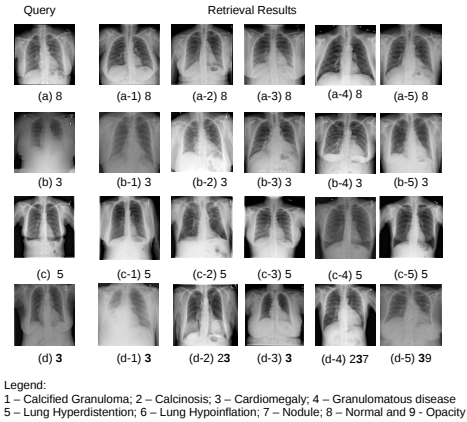 Query Retrieval Results
(a) 8 (a-1) 8 (a-2) 8 (a-3) 8 (a-4) 8 (a-5) 8
(b) 3 (b-1) 3 (b-2) 3 (b-3) 3 (b-4) 3 (b-5) 3
(c) 5 (c-1) 5 (c-2) 5 (c-3) 5 (c-4) 5 (c-5) 5
(d) 3 (d-1) 3 (d-2) 23 (d-3) 3 (d-4) 237 (d-5) 39
Legend:
1 – Calcified Granuloma; 2 – Calcinosis; 3 – Cardiomegaly; 4 – Granulomatous disease
5 – Lung Hyperdistention; 6 – Lung Hypoinflation; 7 – Nodule; 8 – Normal and 9 - Opacity